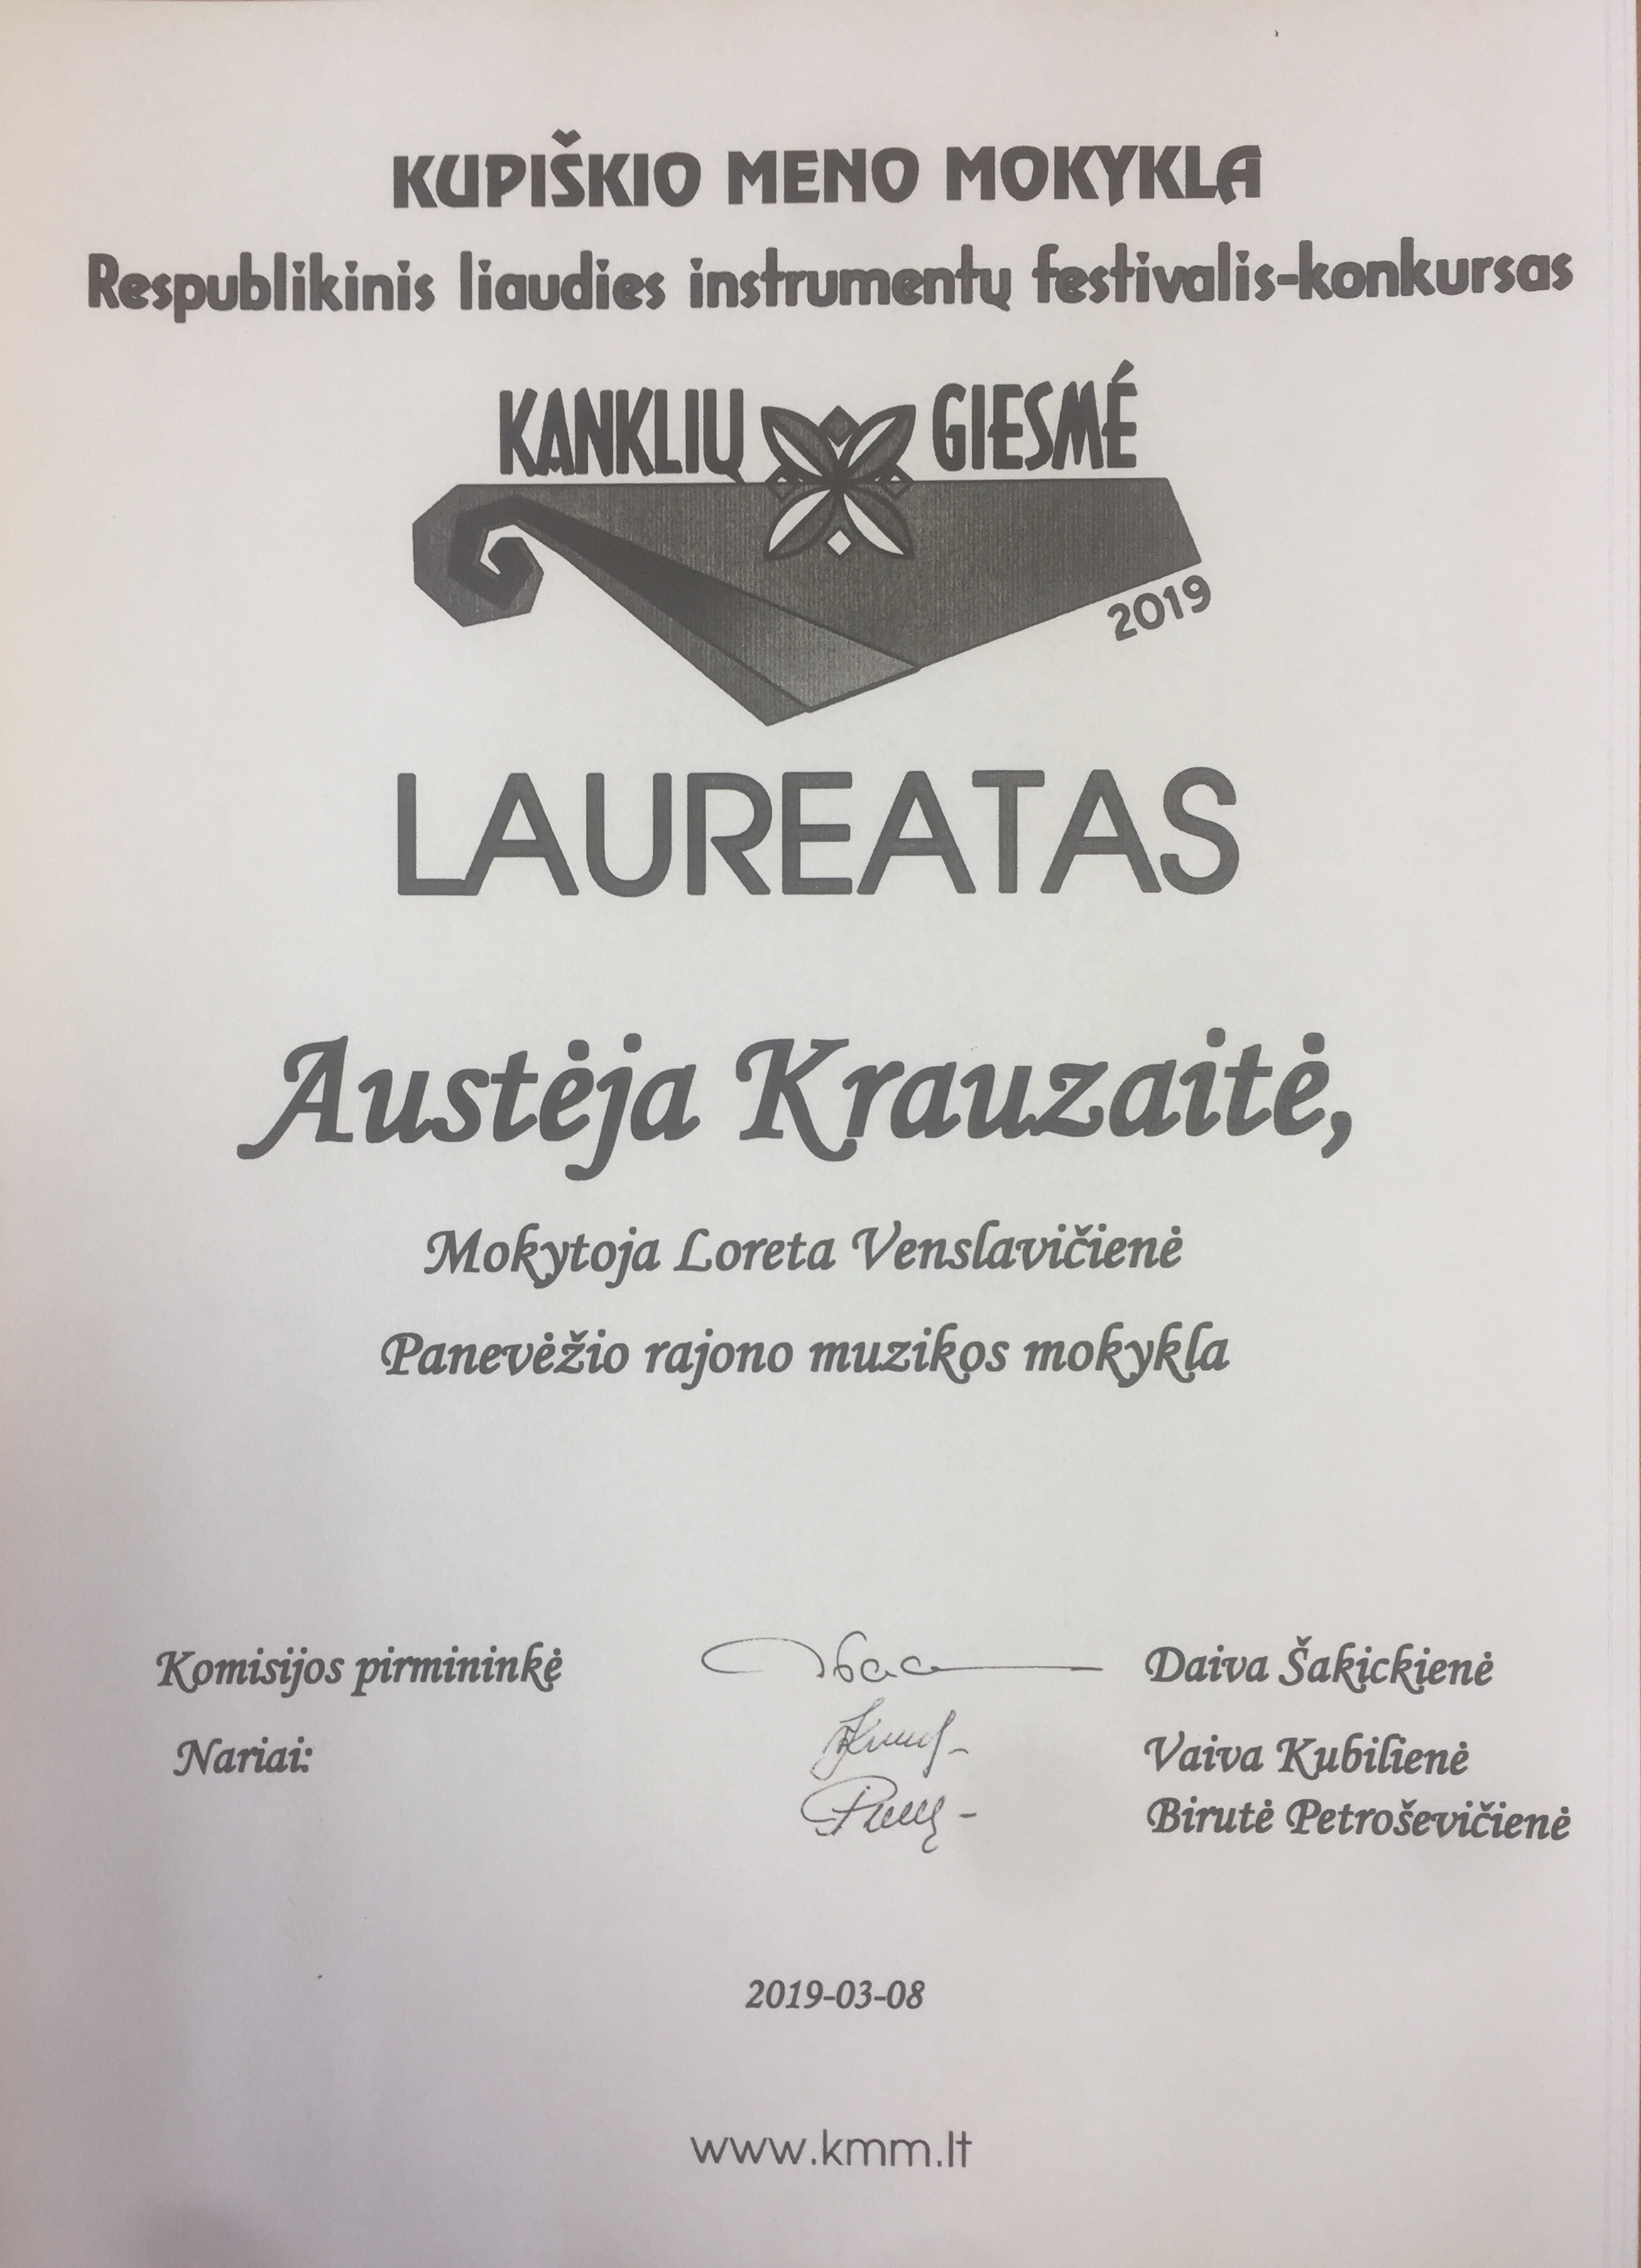 KUPIŠKIO MENO MOKYKLA
Respublikinis liaudies instrumentų festivalis-konkursas
KANKLIŲ GIESMĖ
2019
LAUREATAS
Austėja Krauzaitė,
Mokytoja Loreta Venslavičienė
Panevėžio rajono muzikos mokykla
Komisijos pirmininkė Daiva Šakickienė
Nariai: Vaiva Kubilienė
Birutė Petroševičienė
2019-03-08
www.kmm.lt